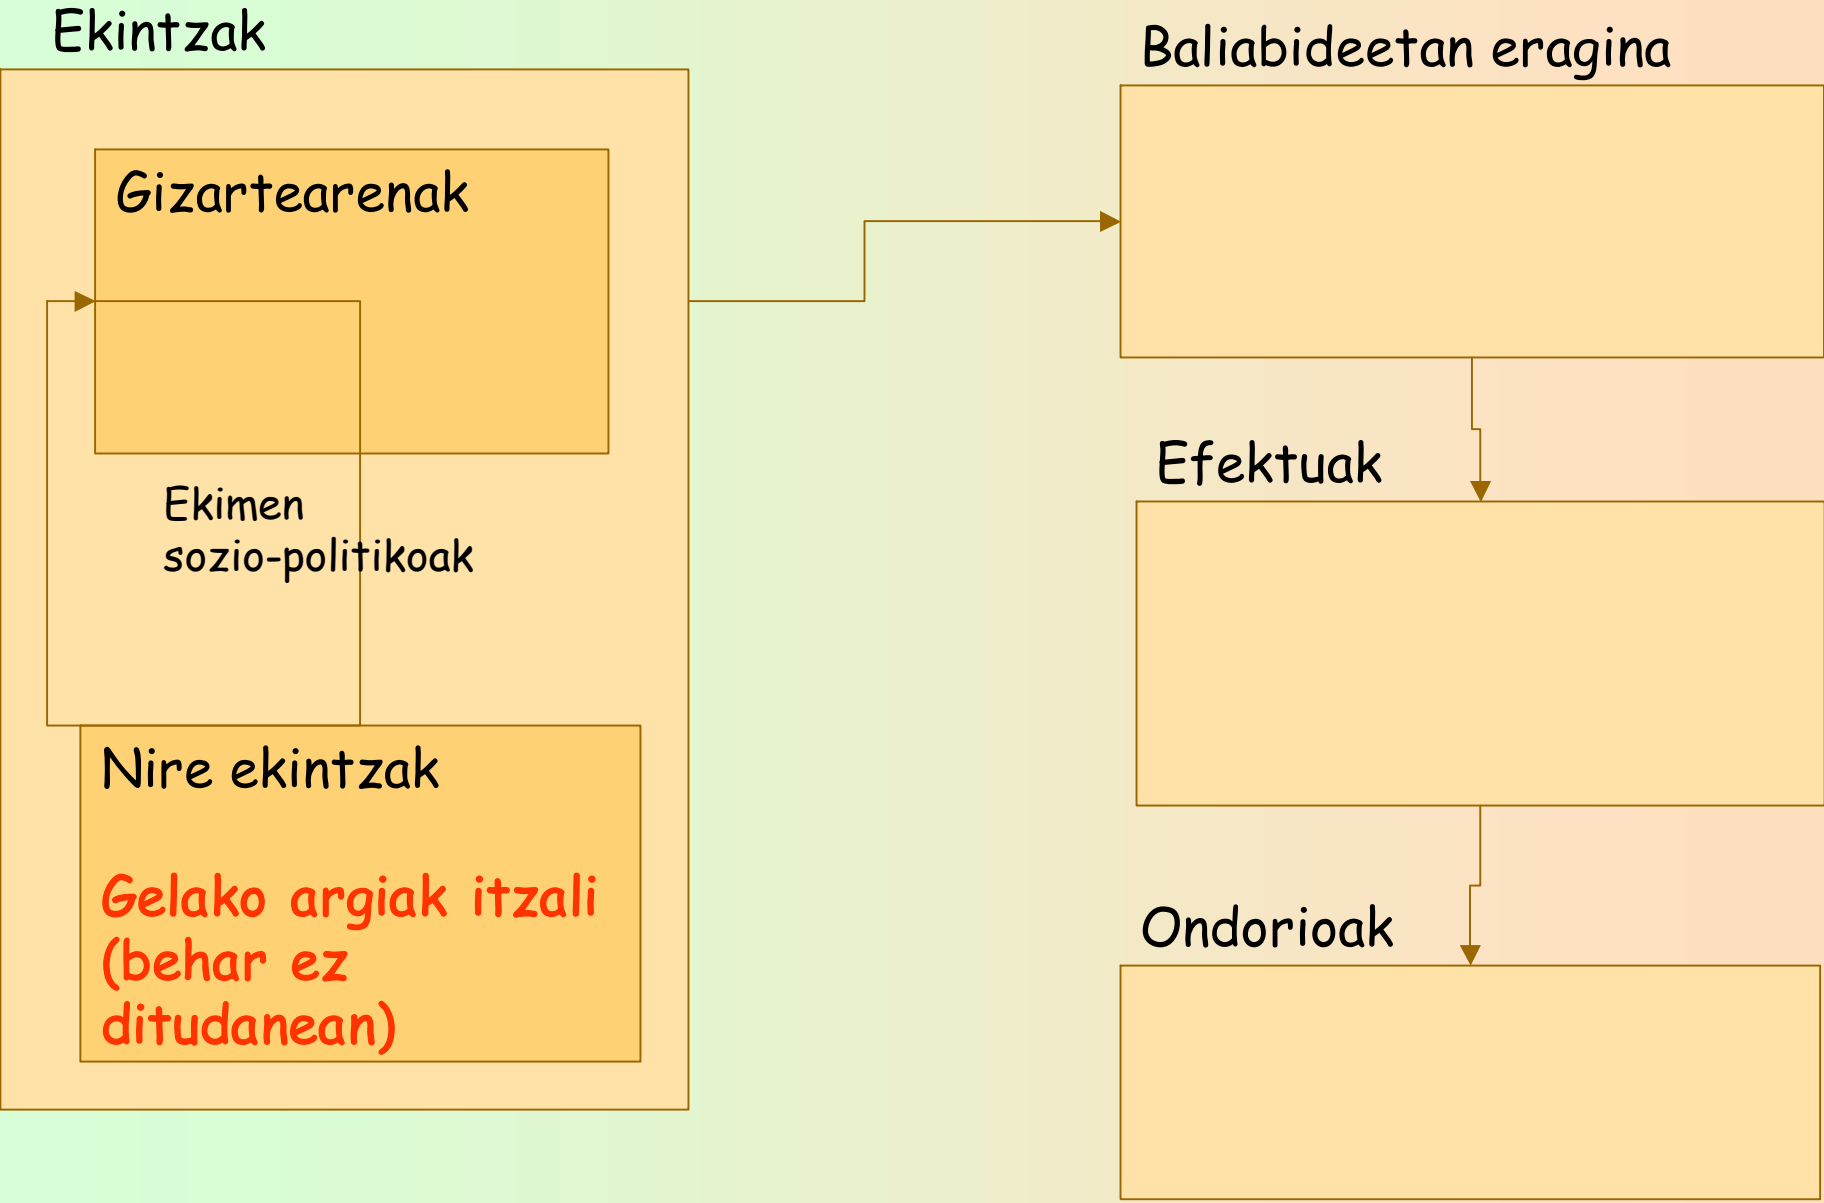 Ekintzak
Gizartearenak
Ekimen
sozio-politikoak
Nire ekintzak
Gelako argiak itzali
(behar ez
ditudanean)
Baliabideetan eragina
Efektuak
Ondorioak